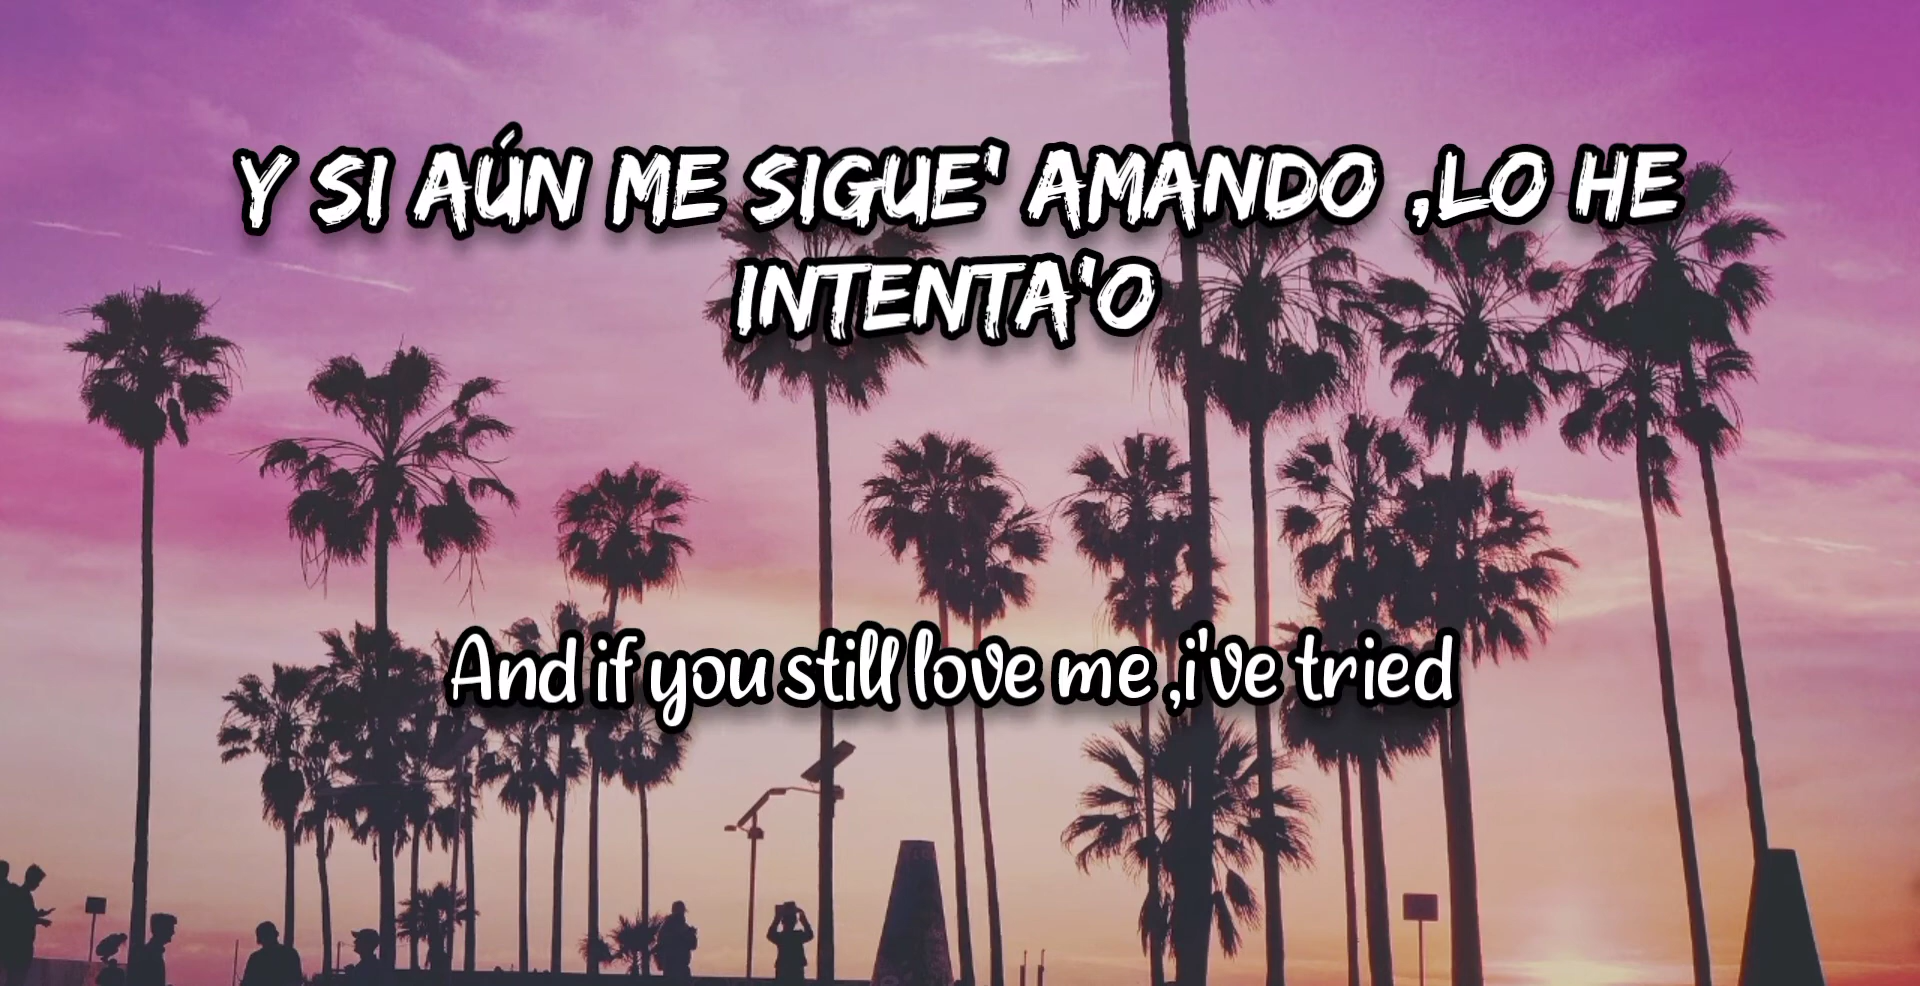 Y SI AÚN ME SIGUE' AMANDO ,LO HE
INTENTA'O
And if you still love me ,i've tried